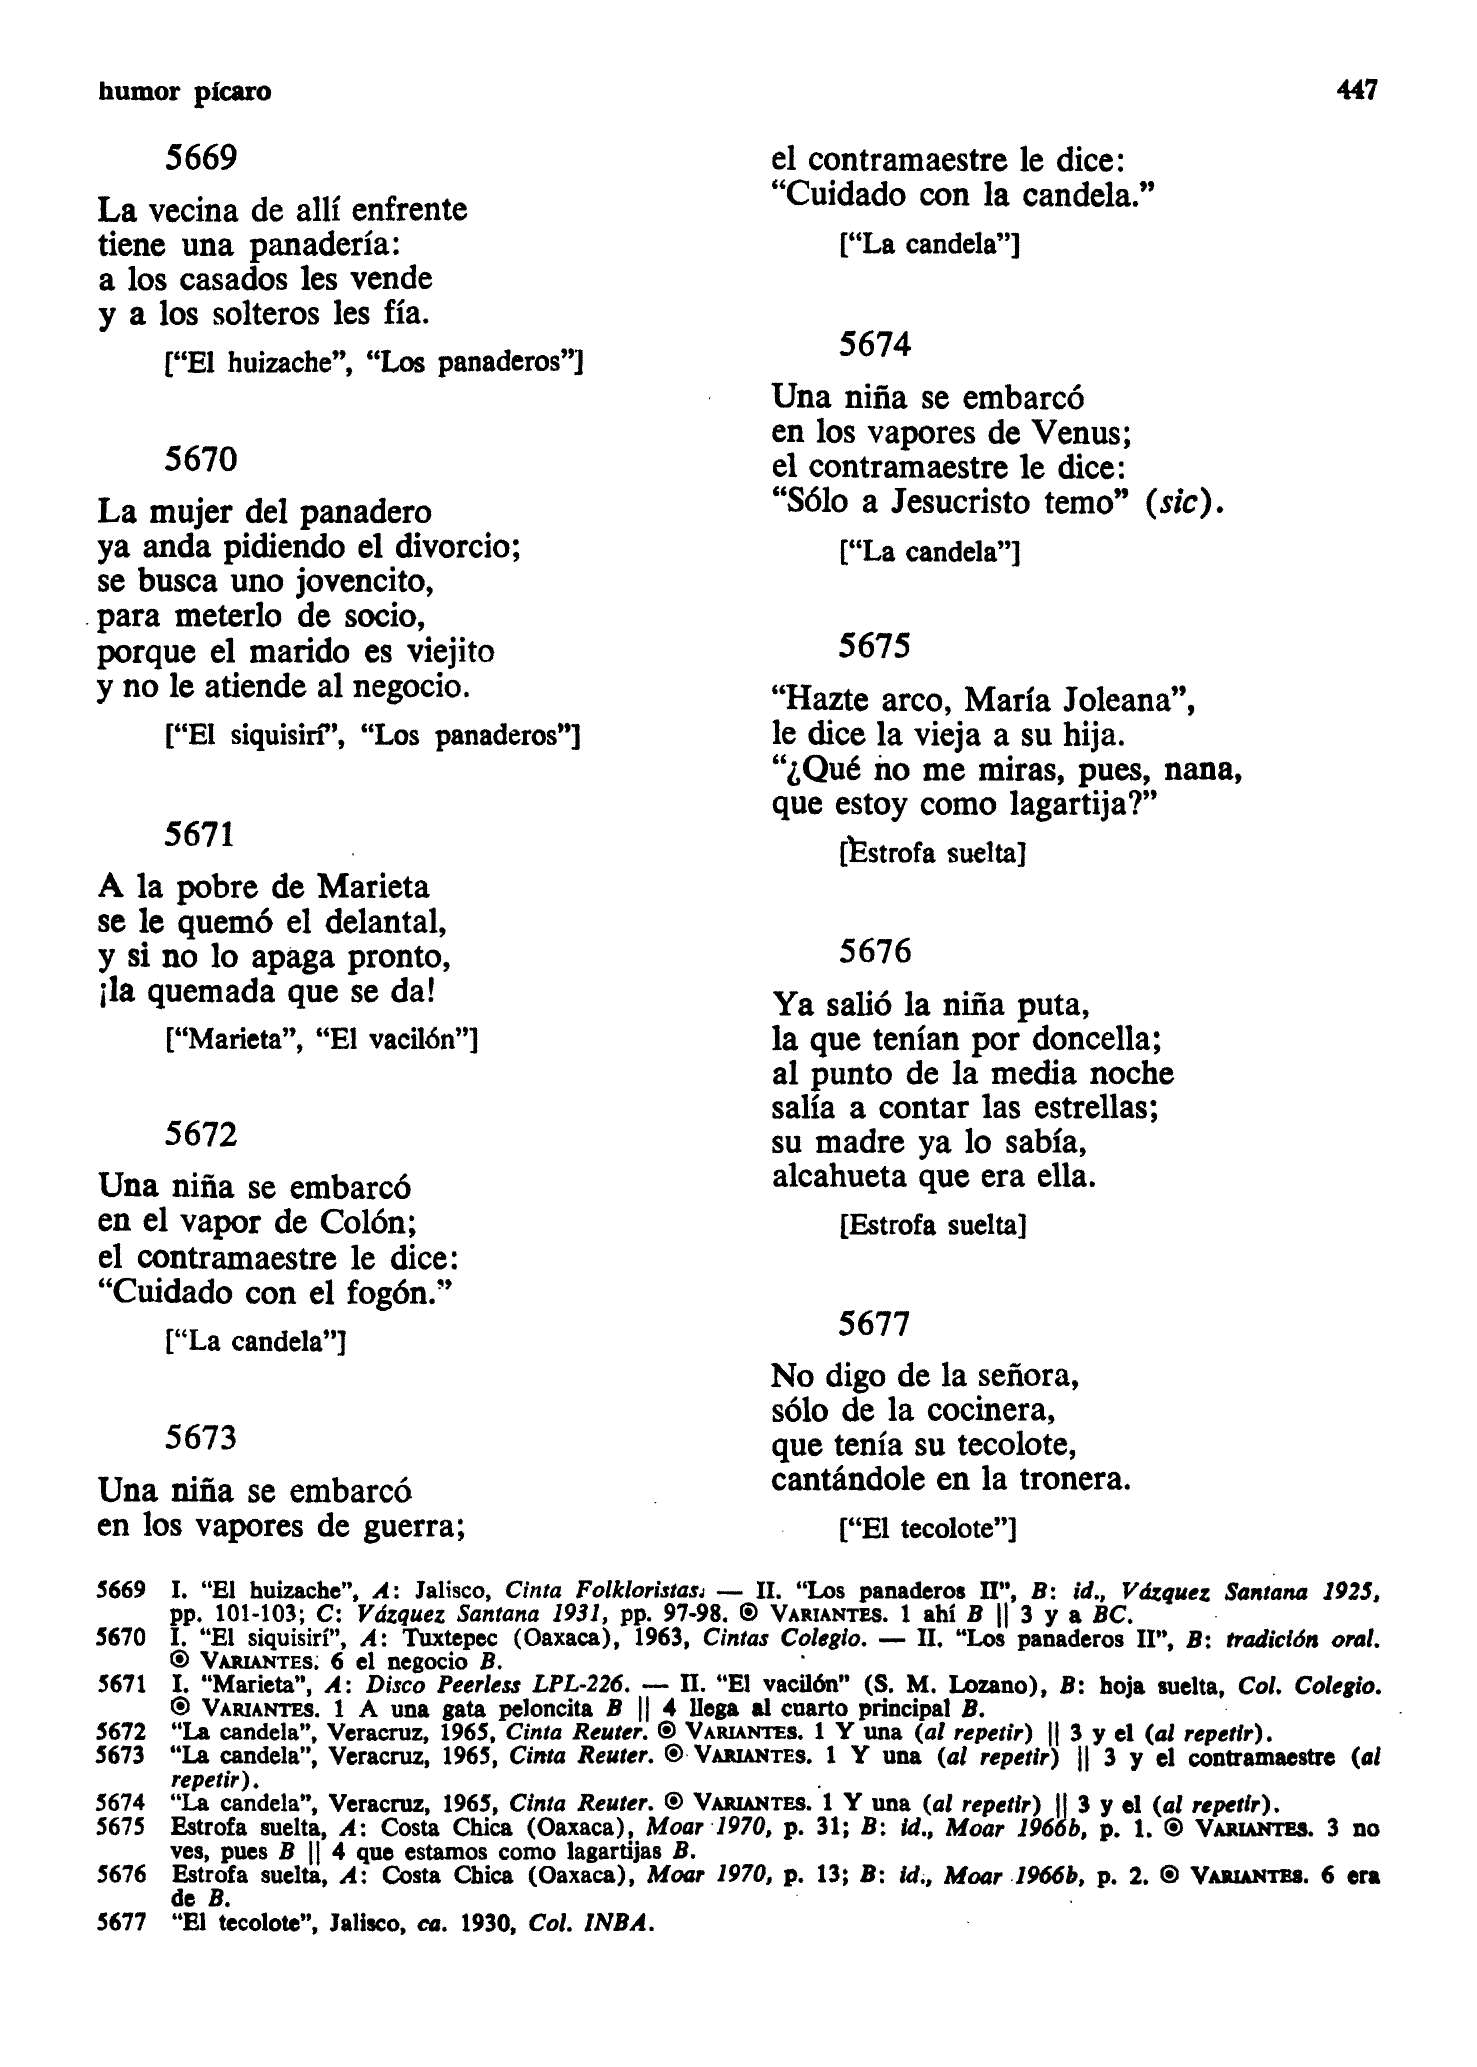 humor pícaro 447
5669
La vecina de allí enfrente
tiene una panadería:
a los casados les vende
y a los solteros les fía.
[“El huizache”, “Los panaderos”]
5670
La mujer del panadero
ya anda pidiendo el divorcio;
se busca uno jovencito,
para meterlo de socio,
porque el marido es viejito
y no le atiende al negocio.
[“El siquisirí”, “Los panaderos”]
5671
A la pobre de Marieta
se le quemó el delantal,
y si no lo apaga pronto,
¡la quemada que se da!
[“Marieta”, “El vacilón”]
5672
Una niña se embarcó
en el vapor de Colón;
el contramaestre le dice:
“Cuidado con el fogón.”
[“La candela”]
5673
Una niña se embarcó
en los vapores de guerra;
el contramaestre le dice:
“Cuidado con la candela.”
[“La candela”]
5674
Una niña se embarcó
en los vapores de Venus;
el contramaestre le dice:
“Sólo a Jesucristo temo” (sic).
[“La candela”]
5675
“Hazte arco, María Joleana”,
le dice la vieja a su hija.
“¿Qué no me miras, pues, nana,
que estoy como lagartija?”
[Estrofa suelta]
5676
Ya salió la niña puta,
la que tenían por doncella;
al punto de la media noche
salía a contar las estrellas;
su madre ya lo sabía,
alcahueta que era ella.
[Estrofa suelta]
5677
No digo de la señora,
sólo de la cocinera,
que tenía su tecolote,
cantándole en la tronera.
[“El tecolote”]
5669 I. “El huizache”, A: Jalisco, Cinta Folkloristas. — II. “Los panaderos II”, B: id., Vázquez Santana 1925,
pp. 101-103; C: Vázquez Santana 1931, pp. 97-98. ⦿ VARIANTES. 1 ahí B || 3 y a BC.
5670 I. “El siquisirí”, A: Tuxtepec (Oaxaca), 1963, Cintas Colegio. — II. “Los panaderos II”, B: tradición oral.
⦿ VARIANTES. 6 el negocio B.
5671 I. “Marieta”, A: Disco Peerless LPL-226. — II. “El vacilón” (S. M. Lozano), B: hoja suelta, Col. Colegio.
⦿ VARIANTES. 1 A una gata peloncita B || 4 llega al cuarto principal B.
5672 “La candela”, Veracruz, 1965, Cinta Reuter. ⦿ VARIANTES. 1 Y una (al repetir) || 3 y el (al repetir).
5673 “La candela”, Veracruz, 1965, Cinta Reuter. ⦿ VARIANTES. 1 Y una (al repetir) || 3 y el contramaestre (al
repetir).
5674 “La candela”, Veracruz, 1965, Cinta Reuter. ⦿ VARIANTES. 1 Y una (al repetir) || 3 y el (al repetir).
5675 Estrofa suelta, A: Costa Chica (Oaxaca), Moar 1970, p. 31; B: id., Moar 1966b, p. 1. ⦿ VARIANTES. 3 no
ves, pues B || 4 que estamos como lagartijas B.
5676 Estrofa suelta, A: Costa Chica (Oaxaca), Moar 1970, p. 13; B: id., Moar 1966b, p. 2. ⦿ VARIANTES. 6 era
de B.
5677 “El tecolote”, Jalisco, ca. 1930, Col. INBA.